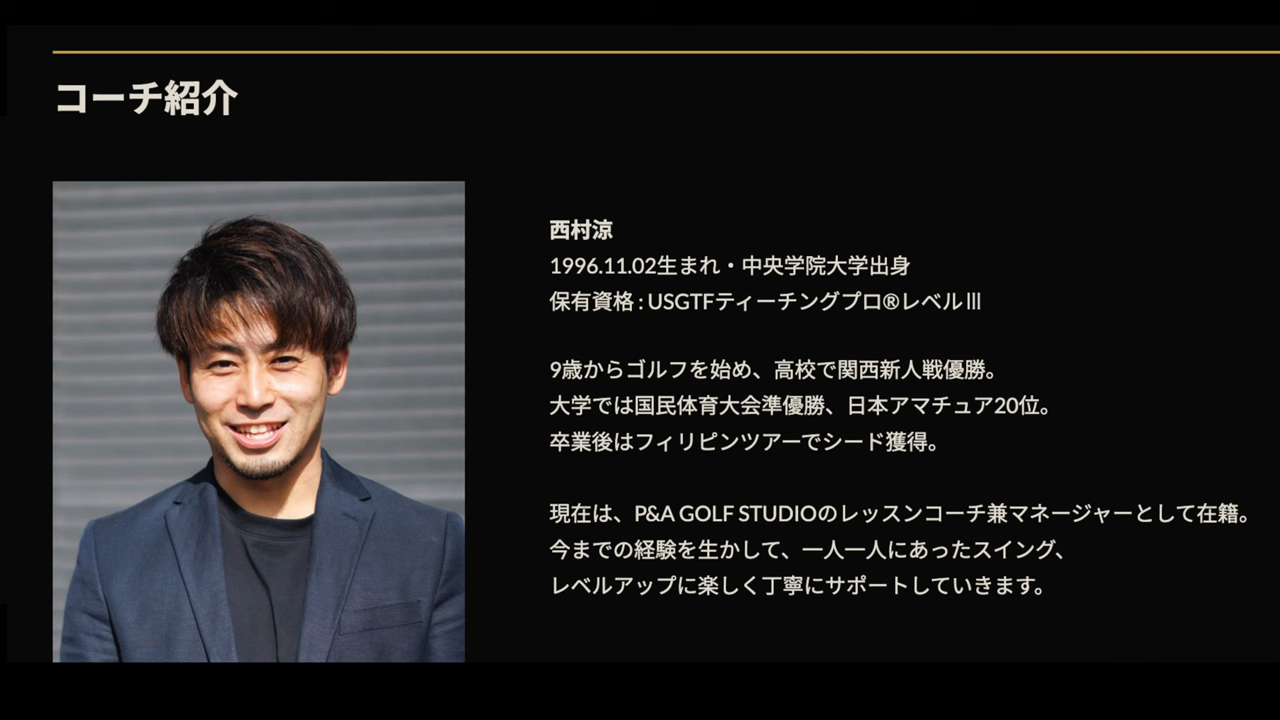 コーチ紹介
西村涼
1996.11.02生まれ・中央学院大学出身
保有資格 : USGTFティーチングプロ®レベルⅢ
9歳からゴルフを始め、高校で関西新人戦優勝。
大学では国民体育大会準優勝、日本アマチュア20位。
卒業後はフィリピンツアーでシード獲得。
現在は、P&A GOLF STUDIOのレッスンコーチ兼マネージャーとして在籍。
今までの経験を生かして、一人一人にあったスイング、
レベルアップに楽しく丁寧にサポートしていきます。